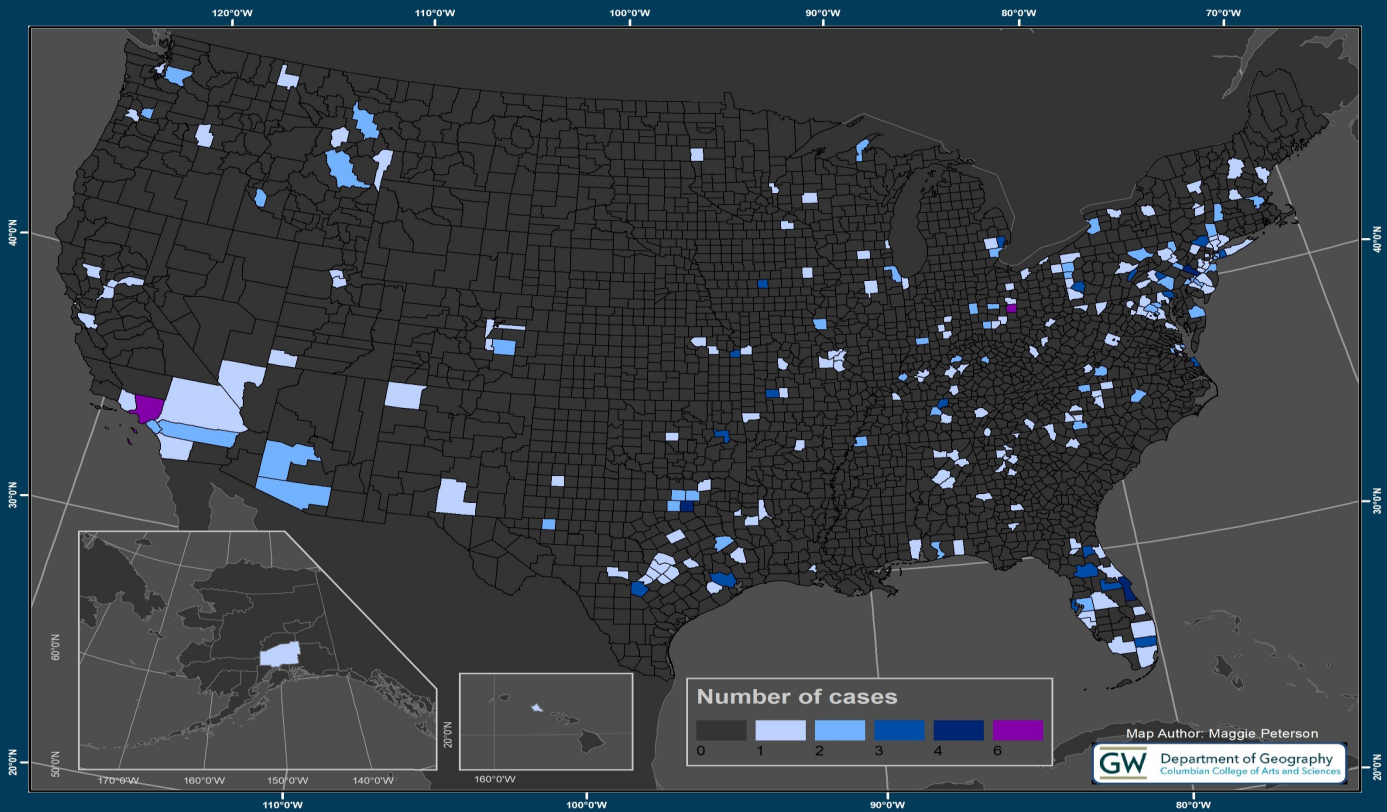 120°0'W 110°0'W 100°0'W 90°0'W 80°0'W 70°0'W
40°0'N 40°0'N
30°0'N 30°0'N
20°0'N 20°0'N
60°0'N
50°0'N
170°0'W 160°0'W 150°0'W 140°0'W
20°0'N
160°0'W
Number of cases
0 1 2 3 4 6
Map Author: Maggie Peterson
GW Department of Geography
Columbian College of Arts and Sciences
110°0'W 100°0'W 90°0'W 80°0'W